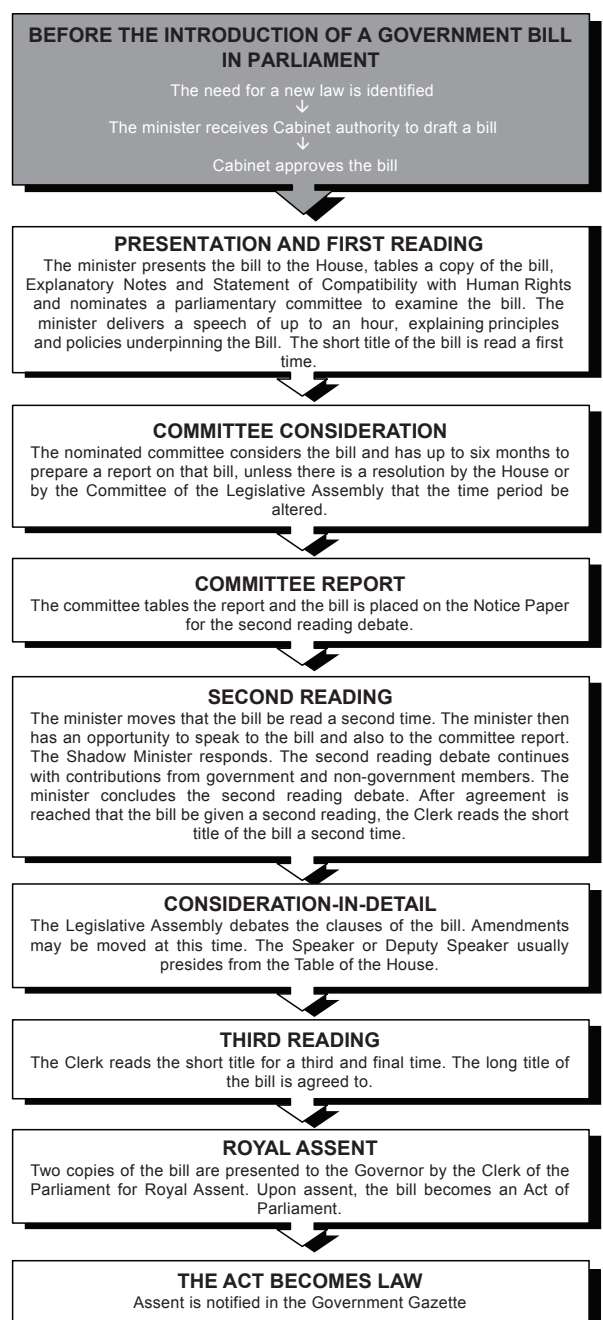 BEFORE THE INTRODUCTION OF A GOVERNMENT BILL
IN PARLIAMENT
The need for a new law is identified
↓
The minister receives Cabinet authority to draft a bill
↓
Cabinet approves the bill
PRESENTATION AND FIRST READING
The minister presents the bill to the House, tables a copy of the bill,
Explanatory Notes and Statement of Compatibility with Human Rights
and nominates a parliamentary committee to examine the bill. The
minister delivers a speech of up to an hour, explaining principles
and policies underpinning the Bill. The short title of the bill is read a first
time.
COMMITTEE CONSIDERATION
The nominated committee considers the bill and has up to six months to
prepare a report on that bill, unless there is a resolution by the House or
by the Committee of the Legislative Assembly that the time period be
altered.
COMMITTEE REPORT
The committee tables the report and the bill is placed on the Notice Paper
for the second reading debate.
SECOND READING
The minister moves that the bill be read a second time. The minister then
has an opportunity to speak to the bill and also to the committee report.
The Shadow Minister responds. The second reading debate continues
with contributions from government and non-government members. The
minister concludes the second reading debate. After agreement is
reached that the bill be given a second reading, the Clerk reads the short
title of the bill a second time.
CONSIDERATION-IN-DETAIL
The Legislative Assembly debates the clauses of the bill. Amendments
may be moved at this time. The Speaker or Deputy Speaker usually
presides from the Table of the House.
THIRD READING
The Clerk reads the short title for a third and final time. The long title of
the bill is agreed to.
ROYAL ASSENT
Two copies of the bill are presented to the Governor by the Clerk of the
Parliament for Royal Assent. Upon assent, the bill becomes an Act of
Parliament.
THE ACT BECOMES LAW
Assent is notified in the Government Gazette